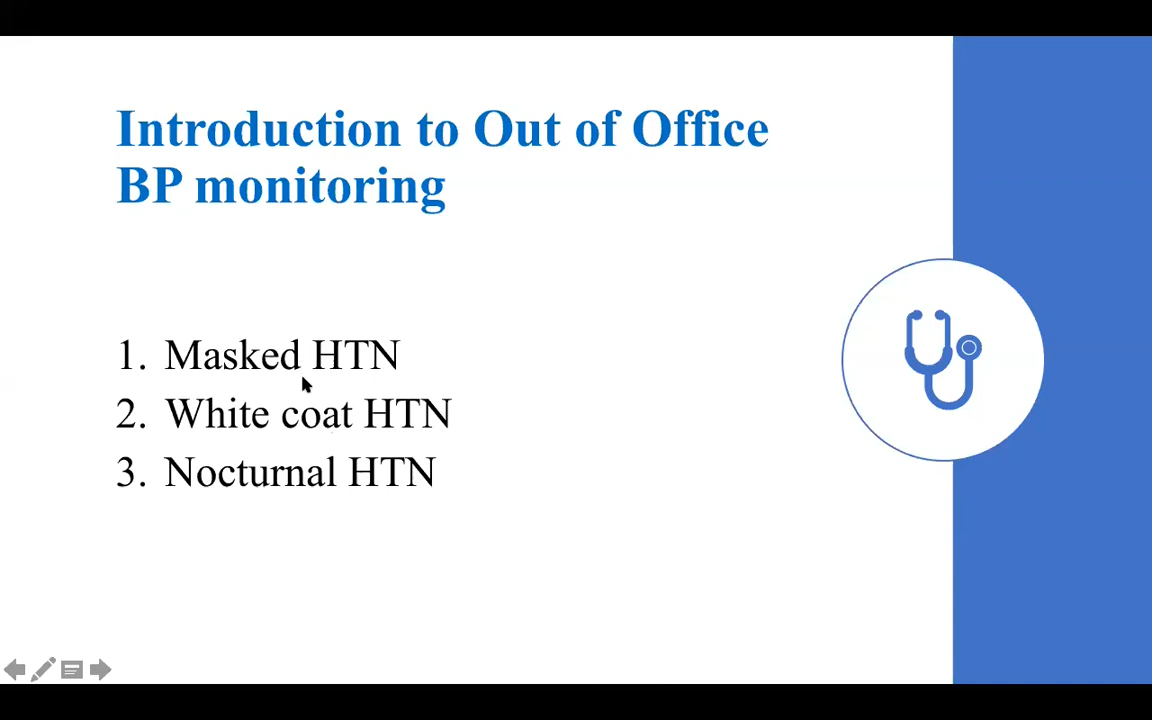 Introduction to Out of Office
BP monitoring
1. Masked HTN
2. White coat HTN
3. Nocturnal HTN